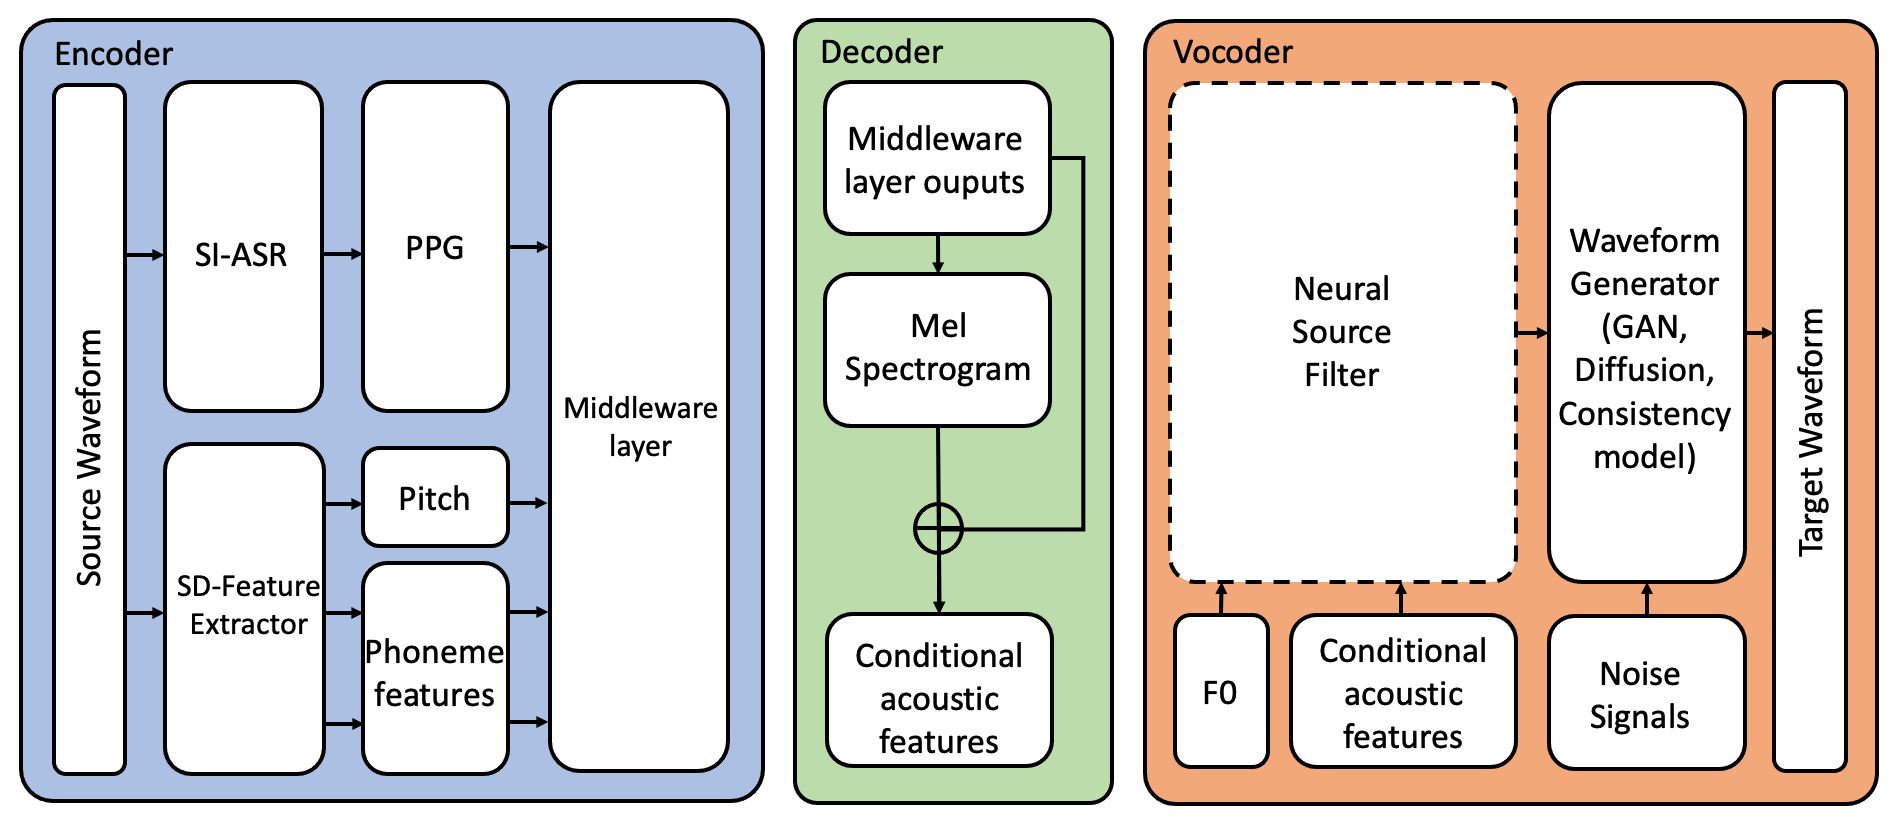 Encoder
Source Waveform
SI-ASR
PPG
SD-Feature
Extractor
Pitch
Phoneme
features
Middleware
layer
Decoder
Middleware
layer ouputs
Mel
Spectrogram
Conditional
acoustic
features
Vocoder
Neural
Source
Filter
F0
Conditional
acoustic
features
Waveform
Generator
(GAN,
Diffusion,
Consistency
model)
Noise
Signals
Target Waveform